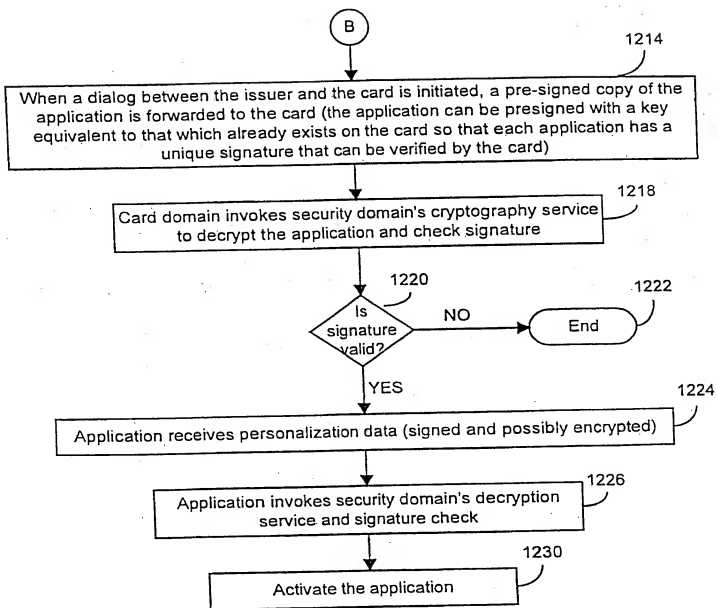 B
1214
When a dialog between the issuer and the card is initiated, a pre-signed copy of the
application is forwarded to the card (the application can be presigned with a key
equivalent to that which already exists on the card so that each application has a
unique signature that can be verified by the card)
1218
Card domain invokes security domain's cryptography service
to decrypt the application and check signature
1220
Is
signature
valid?
NO
1222
End
YES
1224
Application receives personalization data (signed and possibly encrypted)
1226
Application invokes security domain's decryption
service and signature check
1230
Activate the application